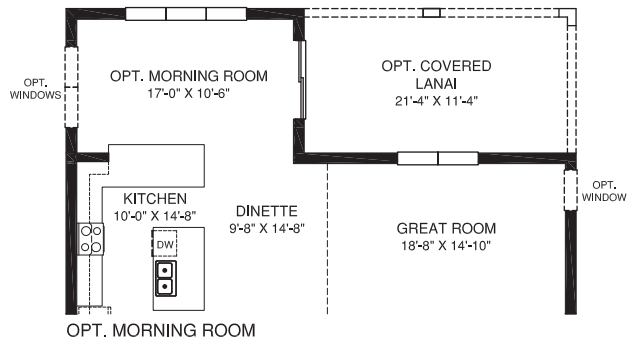 OPT. MORNING ROOM
17'-0" X 10'-6"
OPT. COVERED
LANAI
21'-4" X 11'-4"
OPT.
WINDOWS
KITCHEN
10'-0" X 14'-8"
DINETTE
9'-8" X 14'-8"
GREAT ROOM
18'-8" X 14'-10"
OPT.
WINDOW
DW
OPT. MORNING ROOM